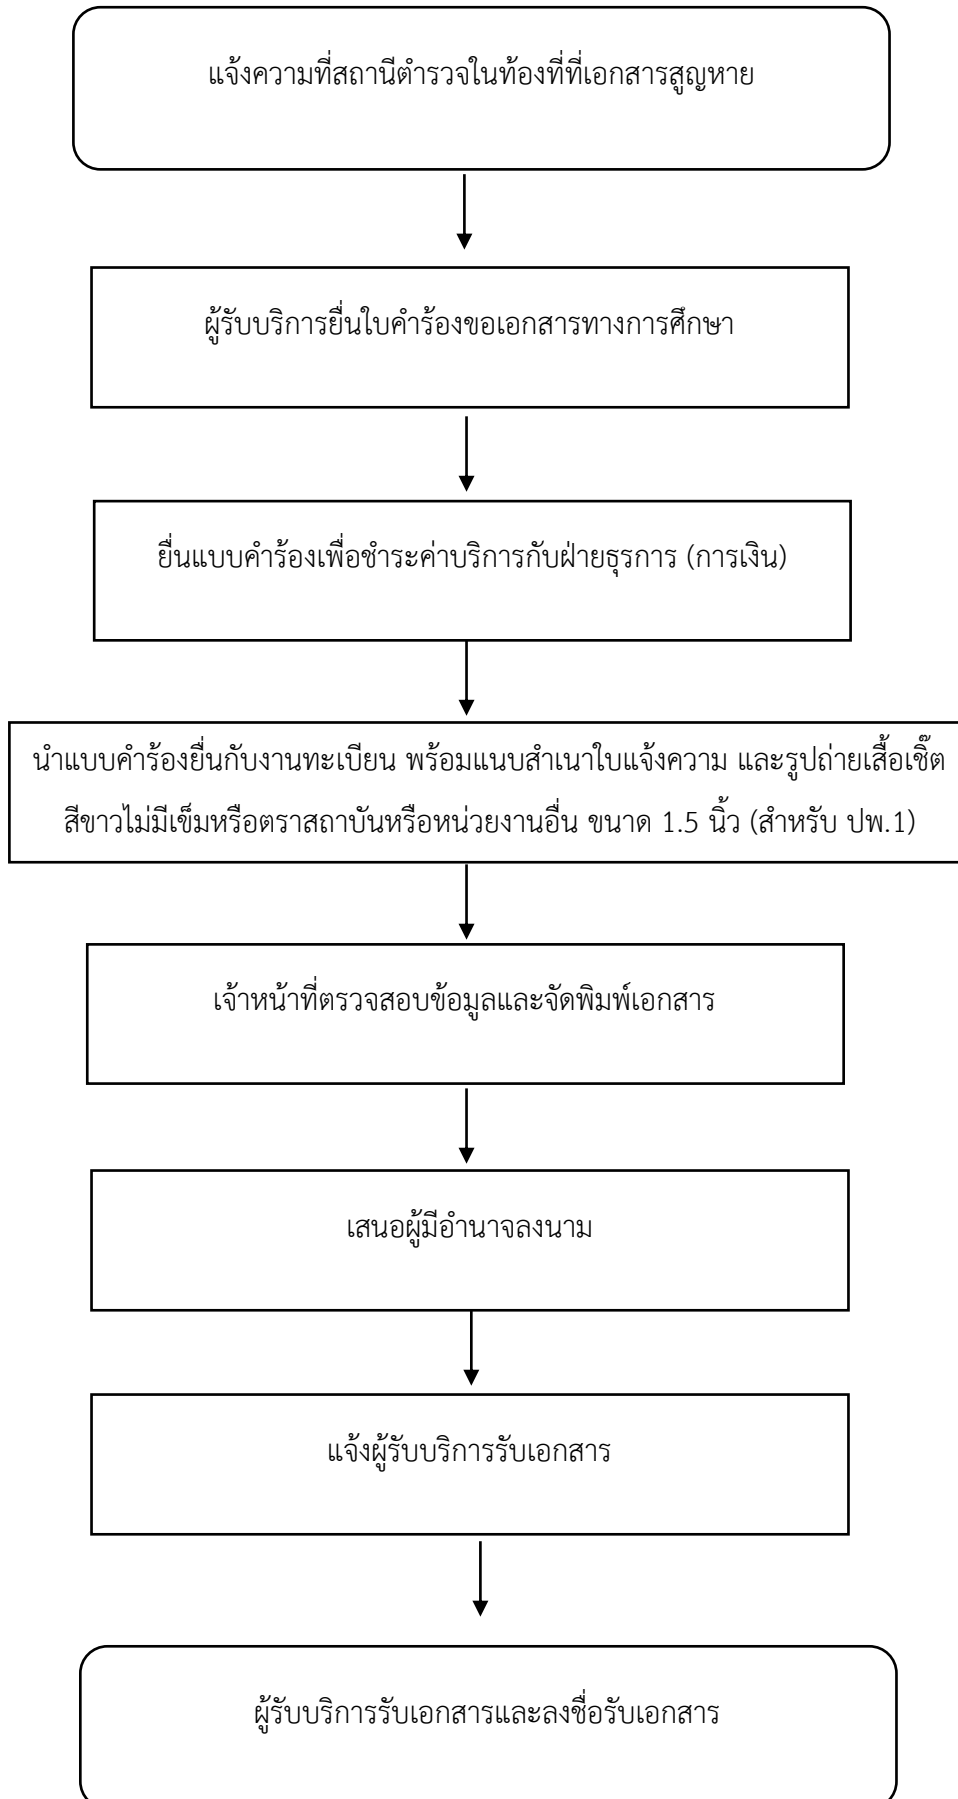 แจ้งความที่สถานีตำรวจในท้องที่ที่เอกสารสูญหาย
ผู้รับบริการยื่นใบคำร้องขอเอกสารทางการศึกษา
ยื่นแบบคำร้องเพื่อชำระค่าบริการกับฝ่ายธุรการ (การเงิน)
นำแบบคำร้องยื่นกับงานทะเบียน พร้อมแนบสำเนาใบแจ้งความ และรูปถ่ายเสื้อเชิ๊ต
สีขาวไม่มีเข็มหรือตราสถาบันหรือหน่วยงานอื่น ขนาด 1.5 นิ้ว (สำหรับ ปพ.1)
เจ้าหน้าที่ตรวจสอบข้อมูลและจัดพิมพ์เอกสาร
เสนอผู้มีอำนาจลงนาม
แจ้งผู้รับบริการรับเอกสาร
ผู้รับบริการรับเอกสารและลงชื่อรับเอกสาร